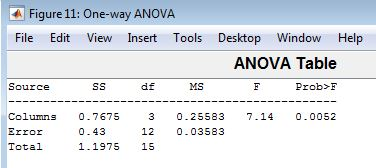 Figure 11: One-way ANOVA
File Edit View Insert Tools Desktop Window Help
ANOVA Table
Source SS df MS F Prob>F
Columns 0.7675 3 0.25583 7.14 0.0052
Error 0.43 12 0.03583
Total 1.1975 15